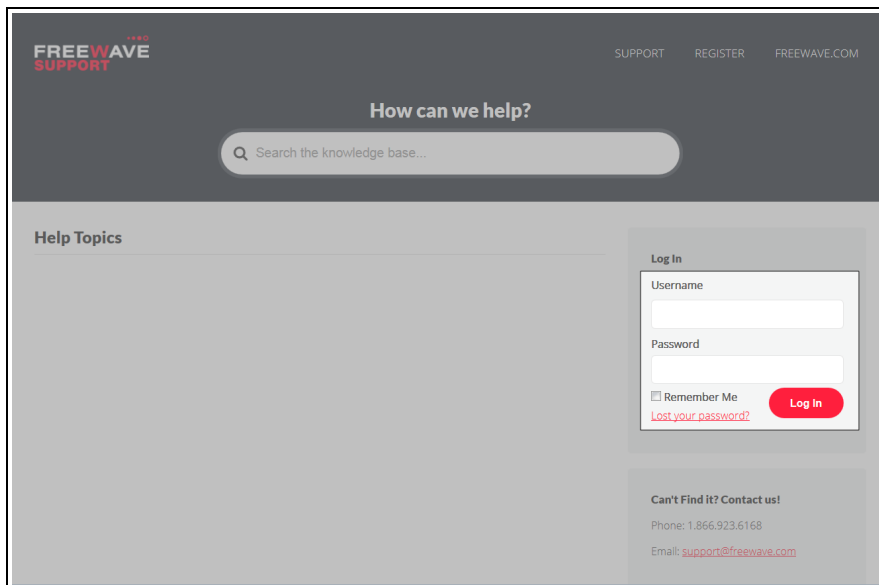 FREEWAVE
SUPPORT
SUPPORT REGISTER FREEWAVE.COM
How can we help?
Search the knowledge base...
Help Topics
Log In
Username
Password
Remember Me
Log In
Lost your password?
Can't Find it? Contact us!
Phone: 1.866.923.6168
Email: support@freewave.com